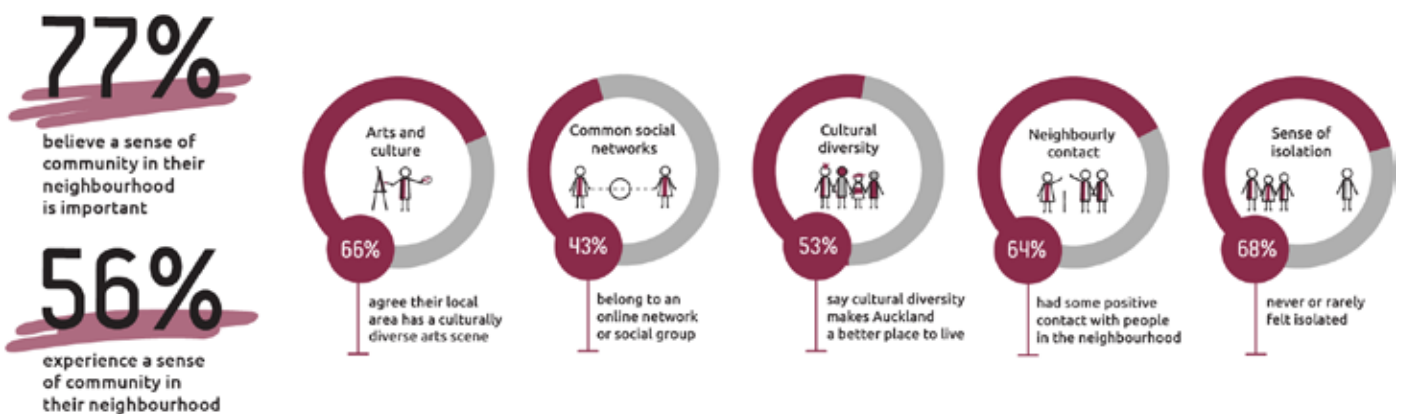 77%
believe a sense of
community in their
neighbourhood
is important
56%
experience a sense
of community in
their neighbourhood
Arts and
culture
66%
agree their local
area has a culturally
diverse arts scene
Common social
networks
43%
belong to an
online network
or social group
Cultural
diversity
53%
say cultural diversity
makes Auckland
a better place to live
Neighbourly
contact
64%
had some positive
contact with people
in the neighbourhood
Sense of
isolation
68%
never or rarely
felt isolated